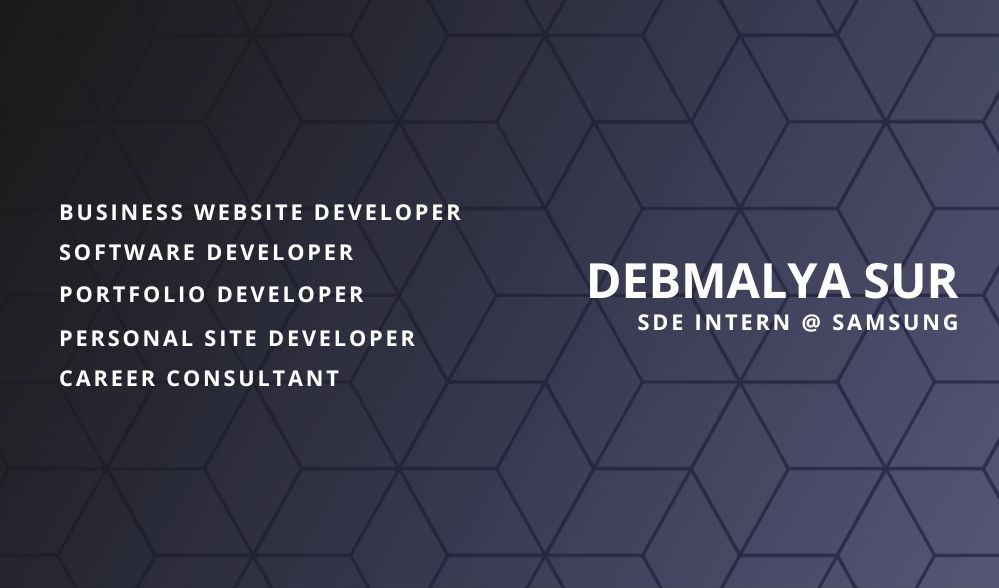 BUSINESS WEBSITE DEVELOPER
SOFTWARE DEVELOPER
PORTFOLIO DEVELOPER
PERSONAL SITE DEVELOPER
CAREER CONSULTANT
DEBMALYA SUR
SDE INTERN @ SAMSUNG